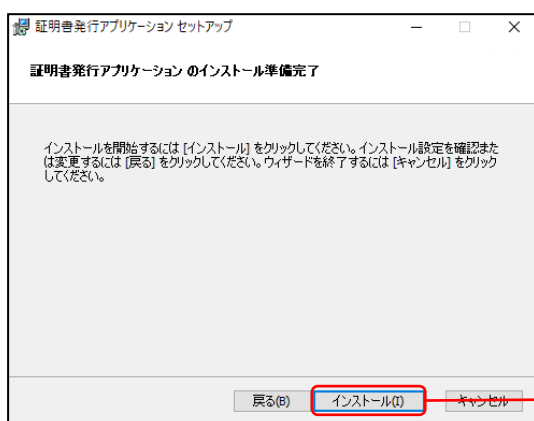 証明書発行アプリケーション セットアップ
証明書発行アプリケーション のインストール準備完了
インストールを開始するには [インストール] をクリックしてください。インストール設定を確認また
は変更するには [戻る] をクリックしてください。ウィザードを終了するには [キャンセル] をクリック
してください。
戻る(B) インストール(I) キャンセル